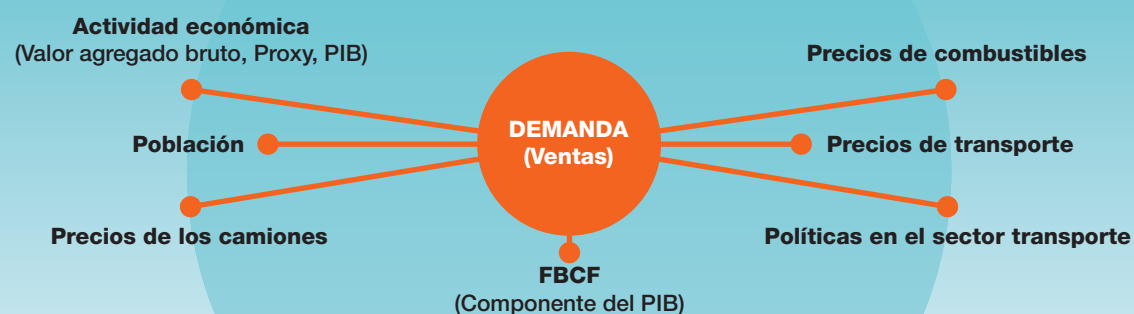 Actividad económica
(Valor agregado bruto, Proxy, PIB)
Precios de combustibles
DEMANDA
(Ventas)
Población
Precios de transporte
Precios de los camiones
Políticas en el sector transporte
FBCF
(Componente del PIB)